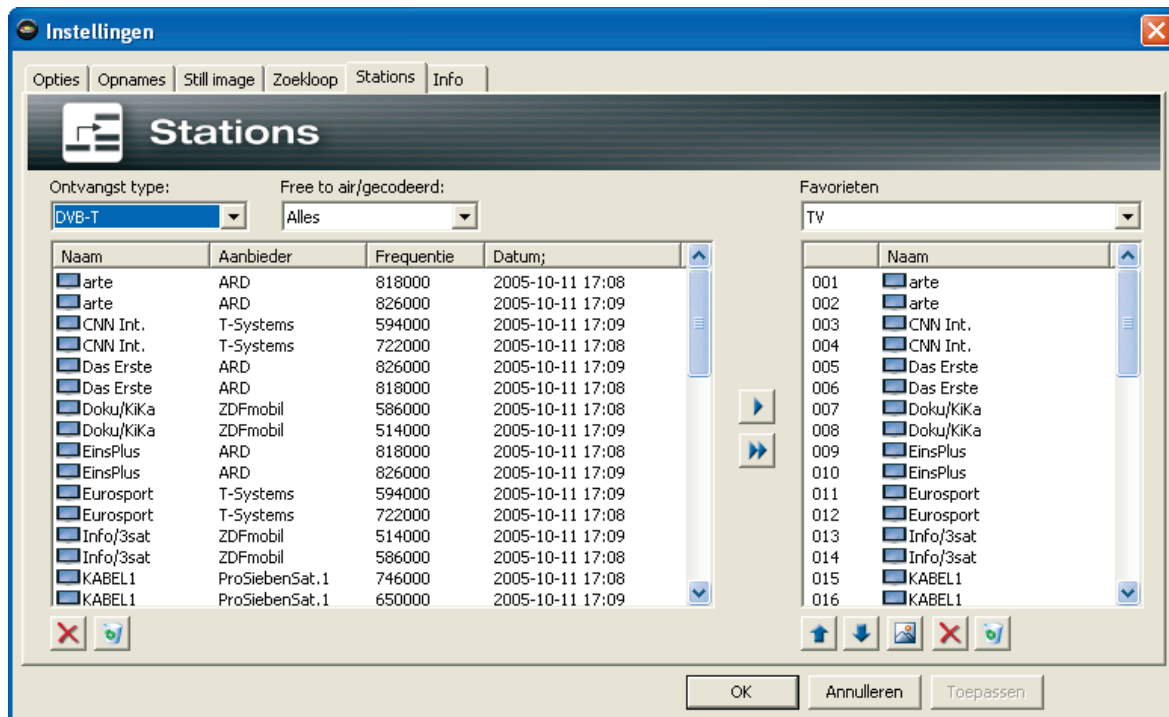 Instellingen
Opties Opnames Still image Zoekloop Stations Info
Stations
Ontvangst type: Free to air/gecodeerd: Favorieten
DVB-T Alles TV
Naam Aanbieder Frequentie Datum; Naam
arte ARD 818000 2005-10-11 17:08 001 arte
arte ARD 826000 2005-10-11 17:09 002 arte
CNN Int. T-Systems 594000 2005-10-11 17:09 003 CNN Int.
CNN Int. T-Systems 722000 2005-10-11 17:08 004 CNN Int.
Das Erste ARD 826000 2005-10-11 17:09 005 Das Erste
Das Erste ARD 818000 2005-10-11 17:08 006 Das Erste
Doku/KiKa ZDFmobil 586000 2005-10-11 17:08 007 Doku/KiKa
Doku/KiKa ZDFmobil 514000 2005-10-11 17:09 008 Doku/KiKa
EinsPlus ARD 818000 2005-10-11 17:08 009 EinsPlus
EinsPlus ARD 826000 2005-10-11 17:09 010 EinsPlus
Eurosport T-Systems 594000 2005-10-11 17:09 011 Eurosport
Eurosport T-Systems 722000 2005-10-11 17:08 012 Eurosport
Info/3sat ZDFmobil 514000 2005-10-11 17:09 013 Info/3sat
Info/3sat ZDFmobil 586000 2005-10-11 17:08 014 Info/3sat
KABEL1 ProSiebenSat.1 746000 2005-10-11 17:08 015 KABEL1
KABEL1 ProSiebenSat.1 650000 2005-10-11 17:09 016 KABEL1
OK Annulleren Toepassen